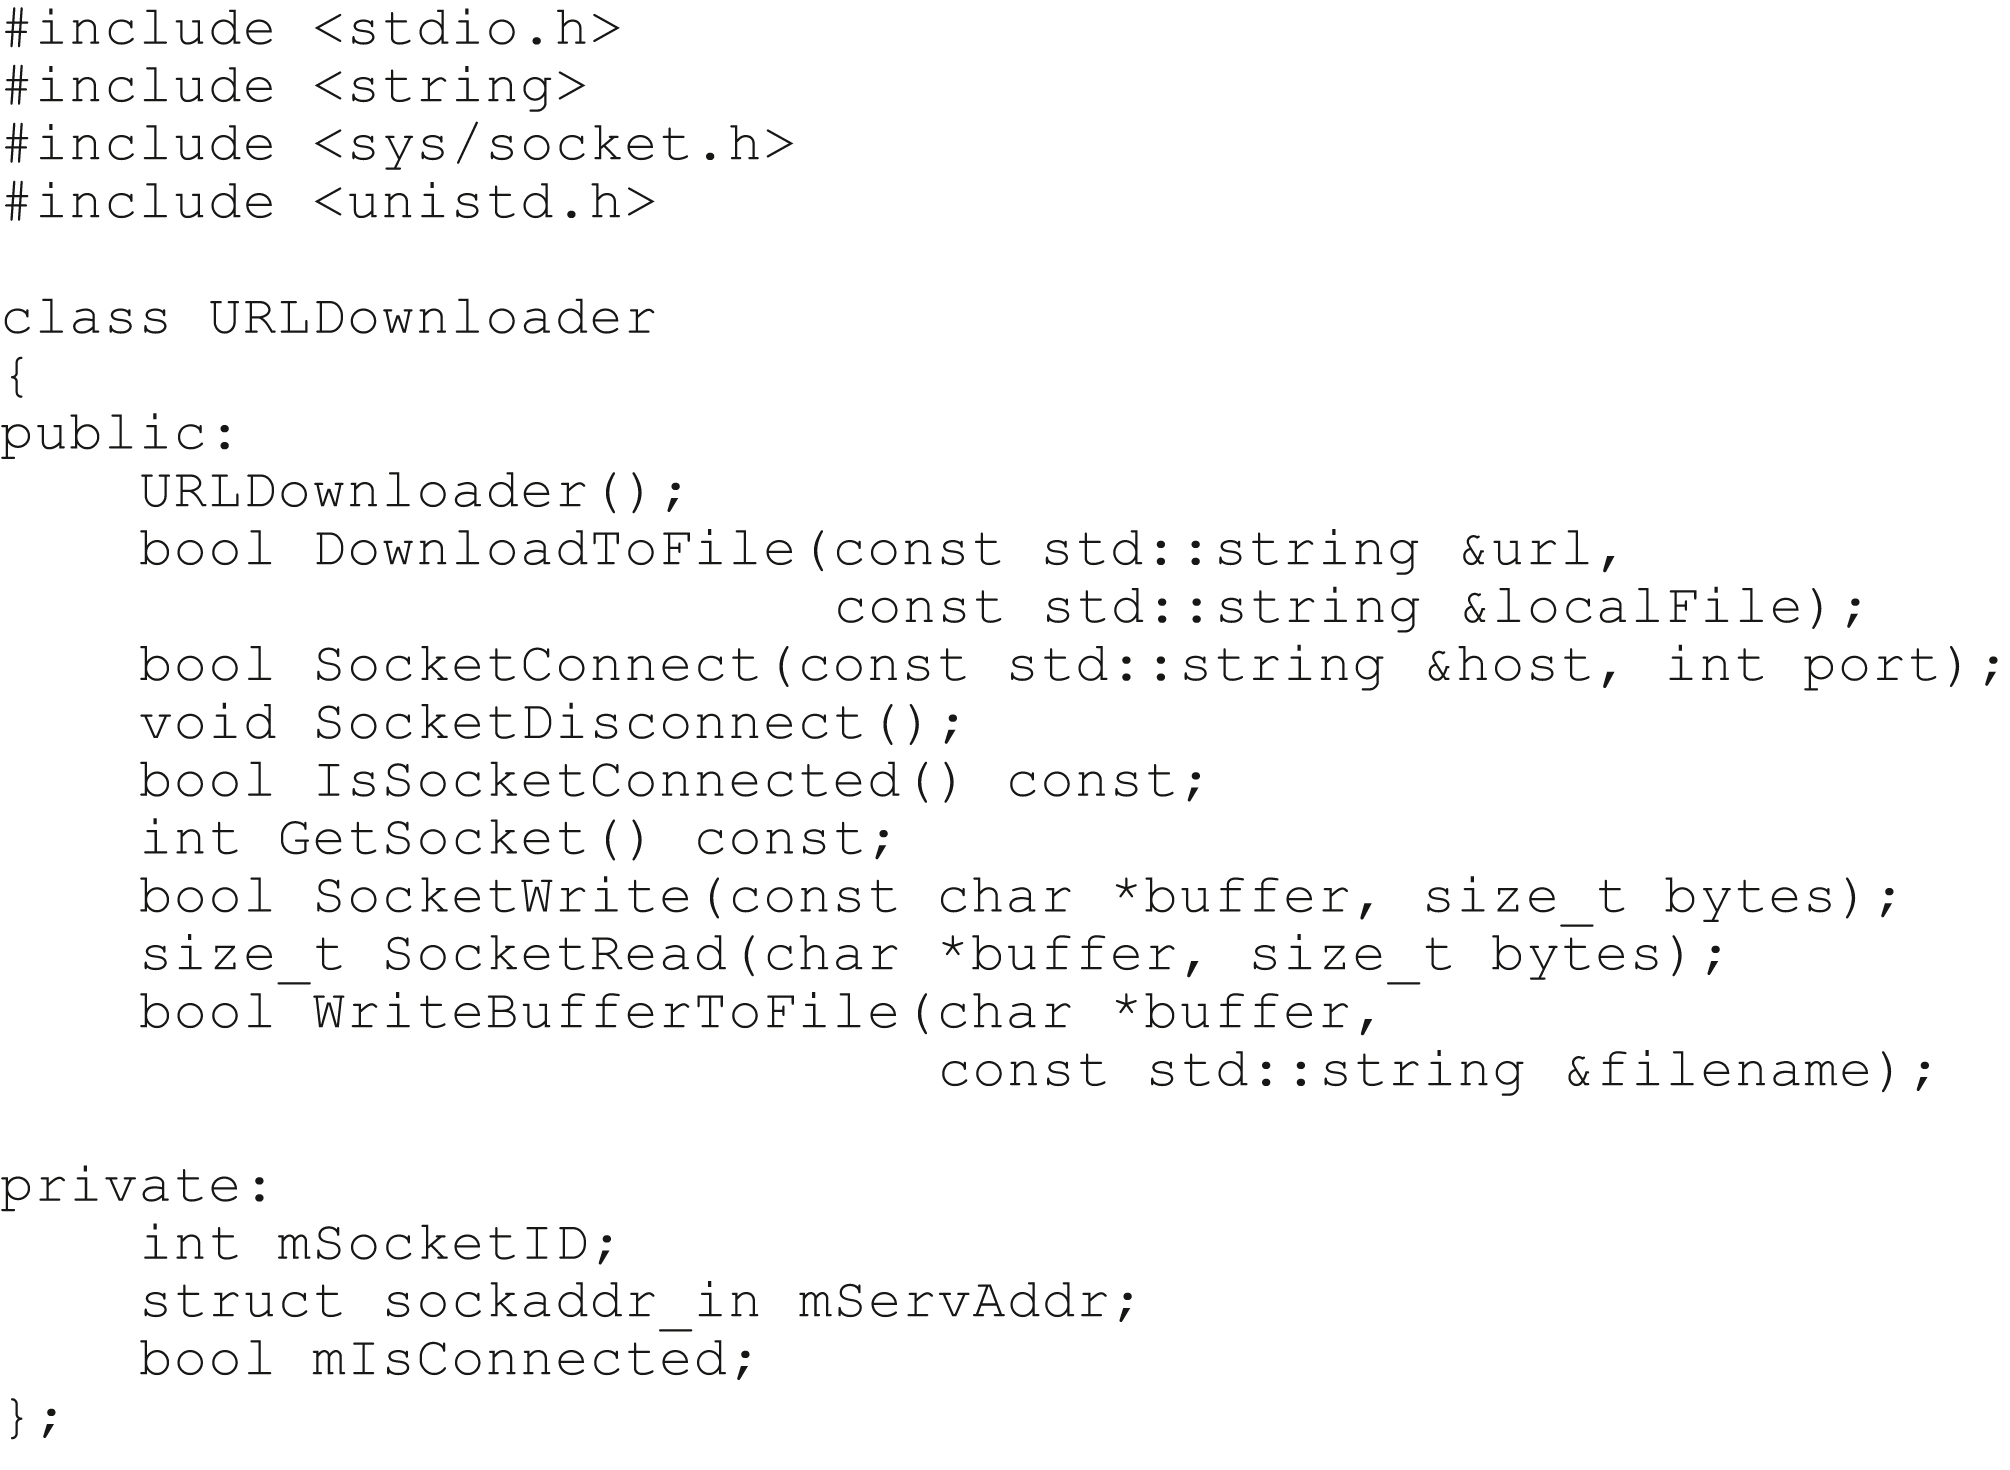 #include <stdio.h>
#include <string>
#include <sys/socket.h>
#include <unistd.h>

class URLDownloader
{
public:
    URLDownloader();
    bool DownloadToFile(const std::string &url,
                        const std::string &localFile);
    bool SocketConnect(const std::string &host, int port);
    void SocketDisconnect();
    bool IsSocketConnected() const;
    int GetSocket() const;
    bool SocketWrite(const char *buffer, size_t bytes);
    size_t SocketRead(char *buffer, size_t bytes);
    bool WriteBufferToFile(char *buffer,
                           const std::string &filename);

private:
    int mSocketID;
    struct sockaddr_in mServAddr;
    bool mIsConnected;
};